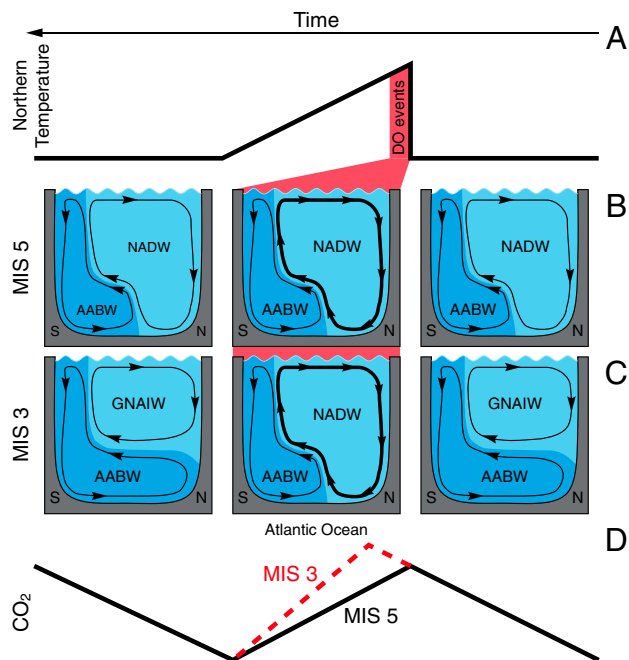 Time
A
Northern
Temperature
DO events
B
MIS 5
NADW
AABW
S
N
NADW
AABW
S
N
NADW
AABW
S
N
C
MIS 3
GNAIW
AABW
S
N
NADW
AABW
S
N
GNAIW
AABW
S
N
Atlantic Ocean
D
CO₂
MIS 3
MIS 5